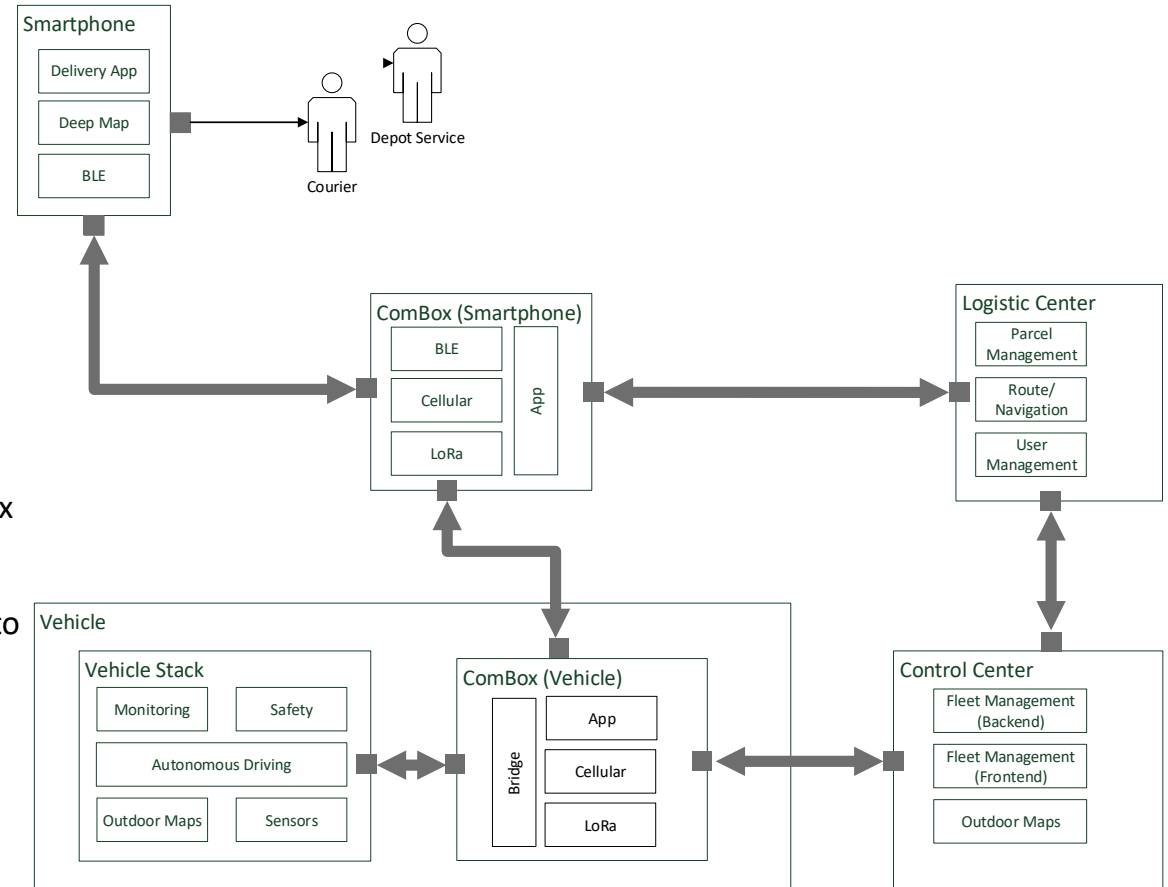 Smartphone
Delivery App
Deep Map
BLE
Depot Service
Courier
ComBox (Smartphone)
BLE
Cellular
LoRa
App
Logistic Center
Parcel
Management
Route/
Navigation
User
Management
x
to
Vehicle
Vehicle Stack
Monitoring
Safety
Autonomous Driving
Outdoor Maps
Sensors
ComBox (Vehicle)
Bridge
App
Cellular
LoRa
Control Center
Fleet Management
(Backend)
Fleet Management
(Frontend)
Outdoor Maps